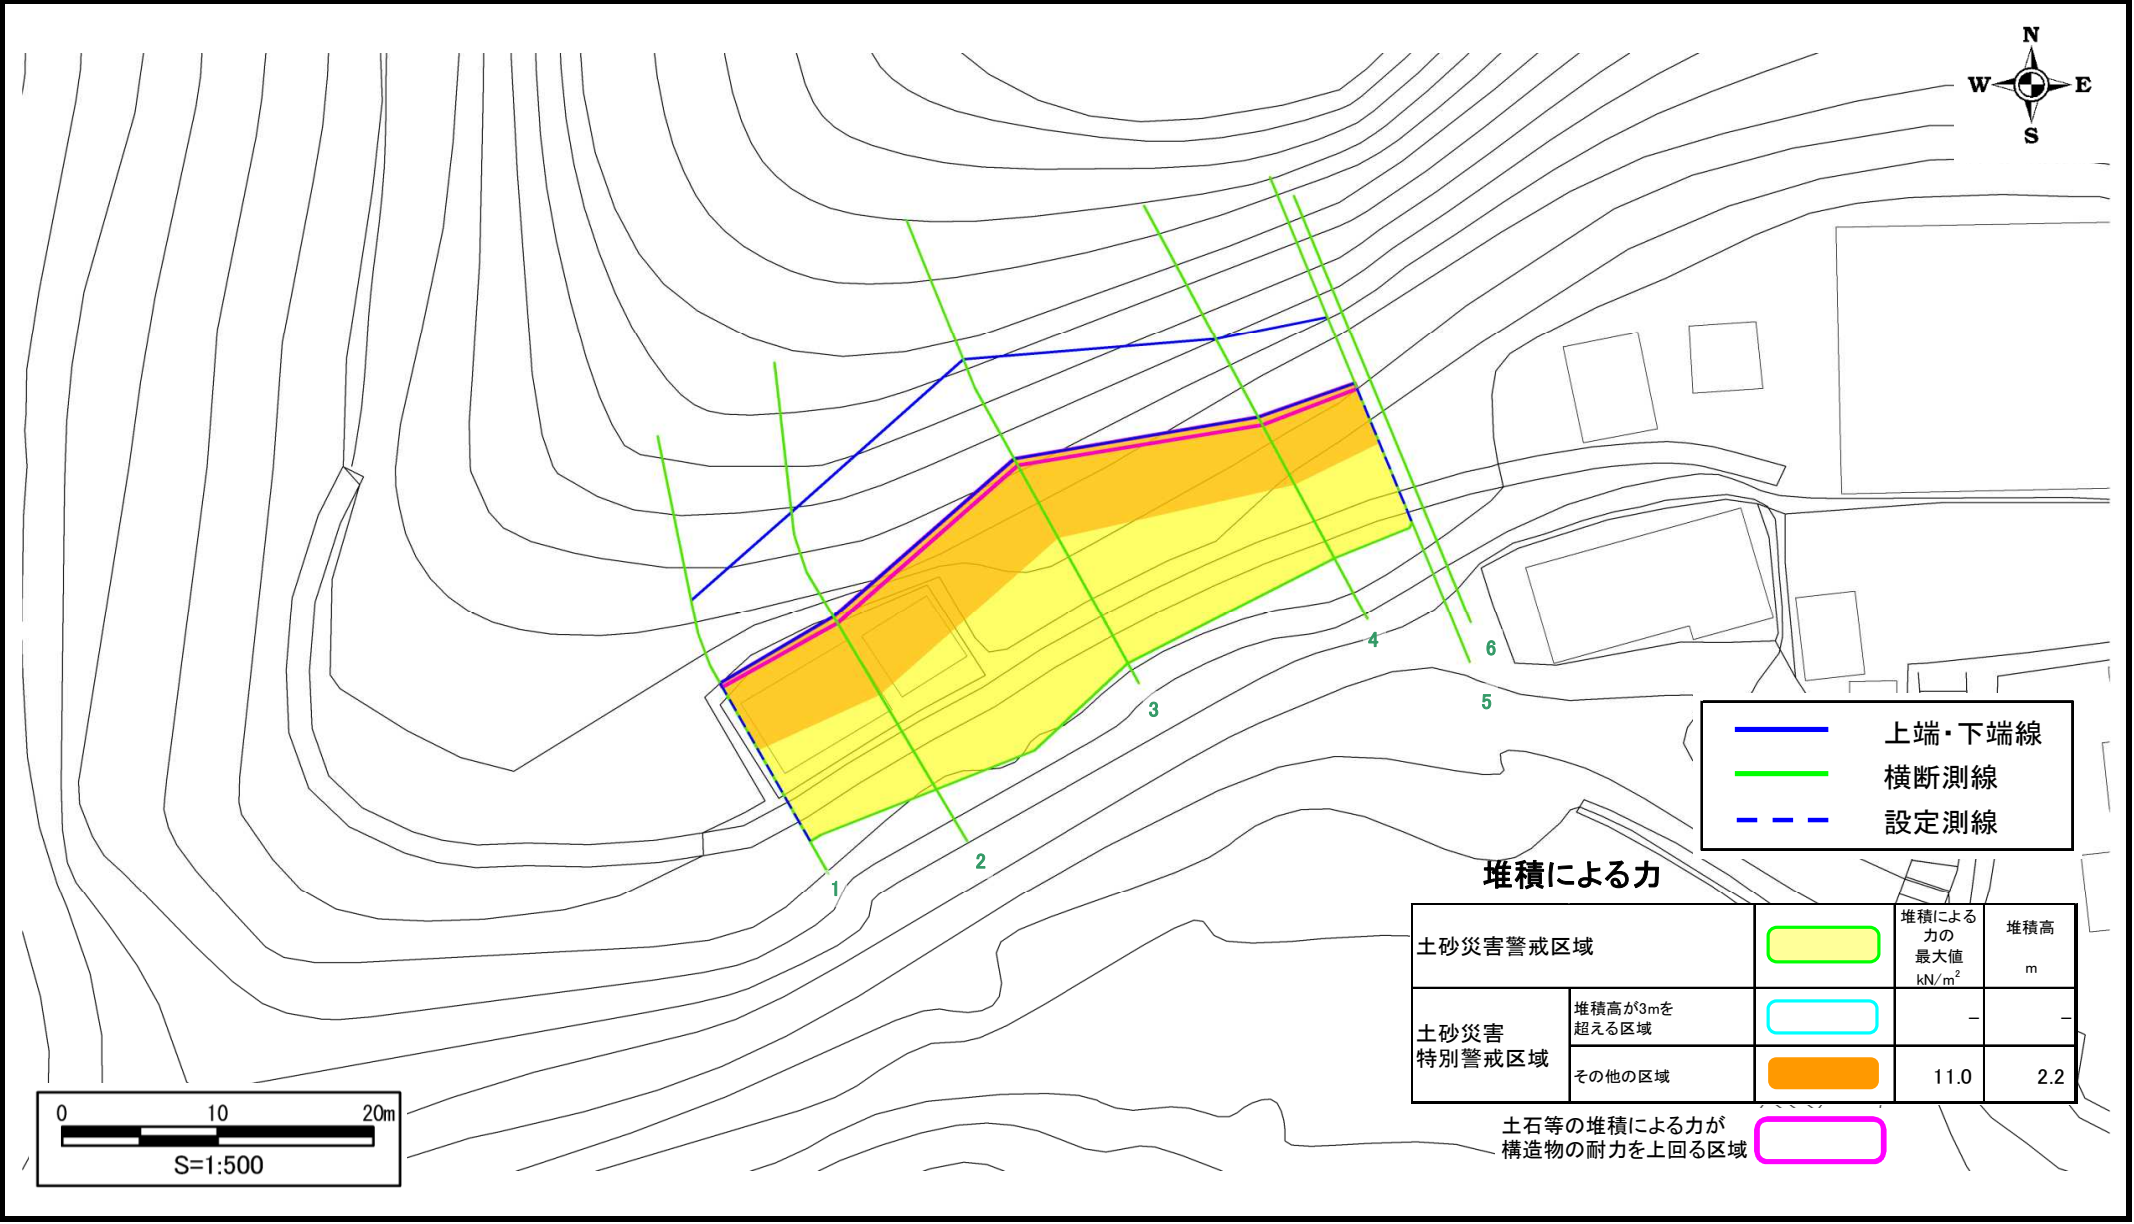 N
W E
S
1
2
3
4
5
6
上端・下端線
横断測線
設定測線
堆積による力
土砂災害警戒区域
堆積による
力の
最大値
kN/m²
堆積高
m
土砂災害
特別警戒区域
堆積高が3mを
超える区域
－ －
その他の区域
11.0 2.2
土石等の堆積による力が
構造物の耐力を上回る区域
0 10 20m
S=1:500